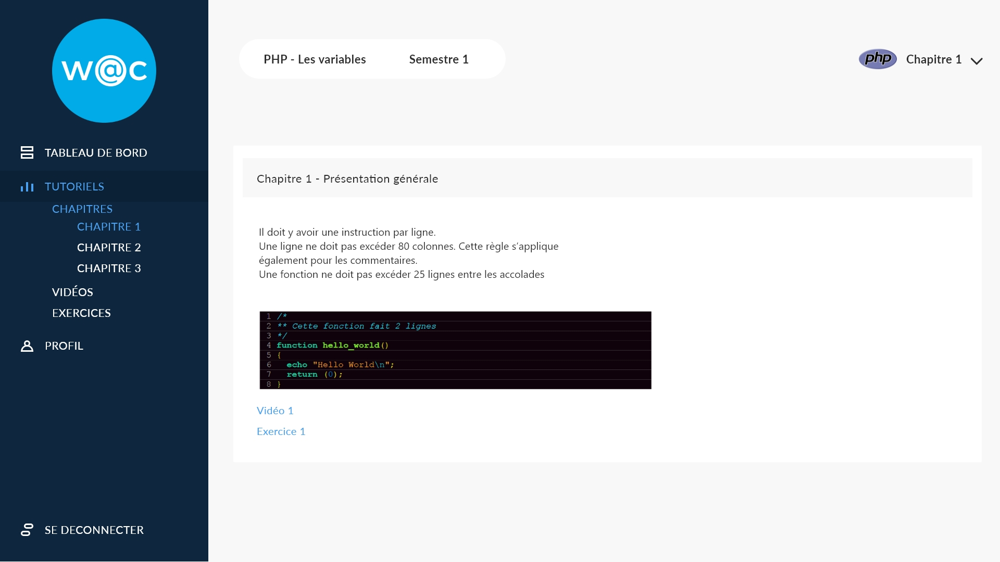 W@C
TABLEAU DE BORD
TUTORIELS
CHAPITRES
CHAPITRE 1
CHAPITRE 2
CHAPITRE 3
VIDÉOS
EXERCICES
PROFIL
SE DECONNECTER
PHP - Les variables
Semestre 1
php
Chapitre 1
Chapitre 1 - Présentation générale
Il doit y avoir une instruction par ligne.
Une ligne ne doit pas excéder 80 colonnes. Cette règle s’applique
également pour les commentaires.
Une fonction ne doit pas excéder 25 lignes entre les accolades
1 /*
2 ** Cette fonction fait 2 lignes
3 */
4 function hello_world()
5 {
6   echo "Hello World\n";
7   return (0);
8 }
Vidéo 1
Exercice 1